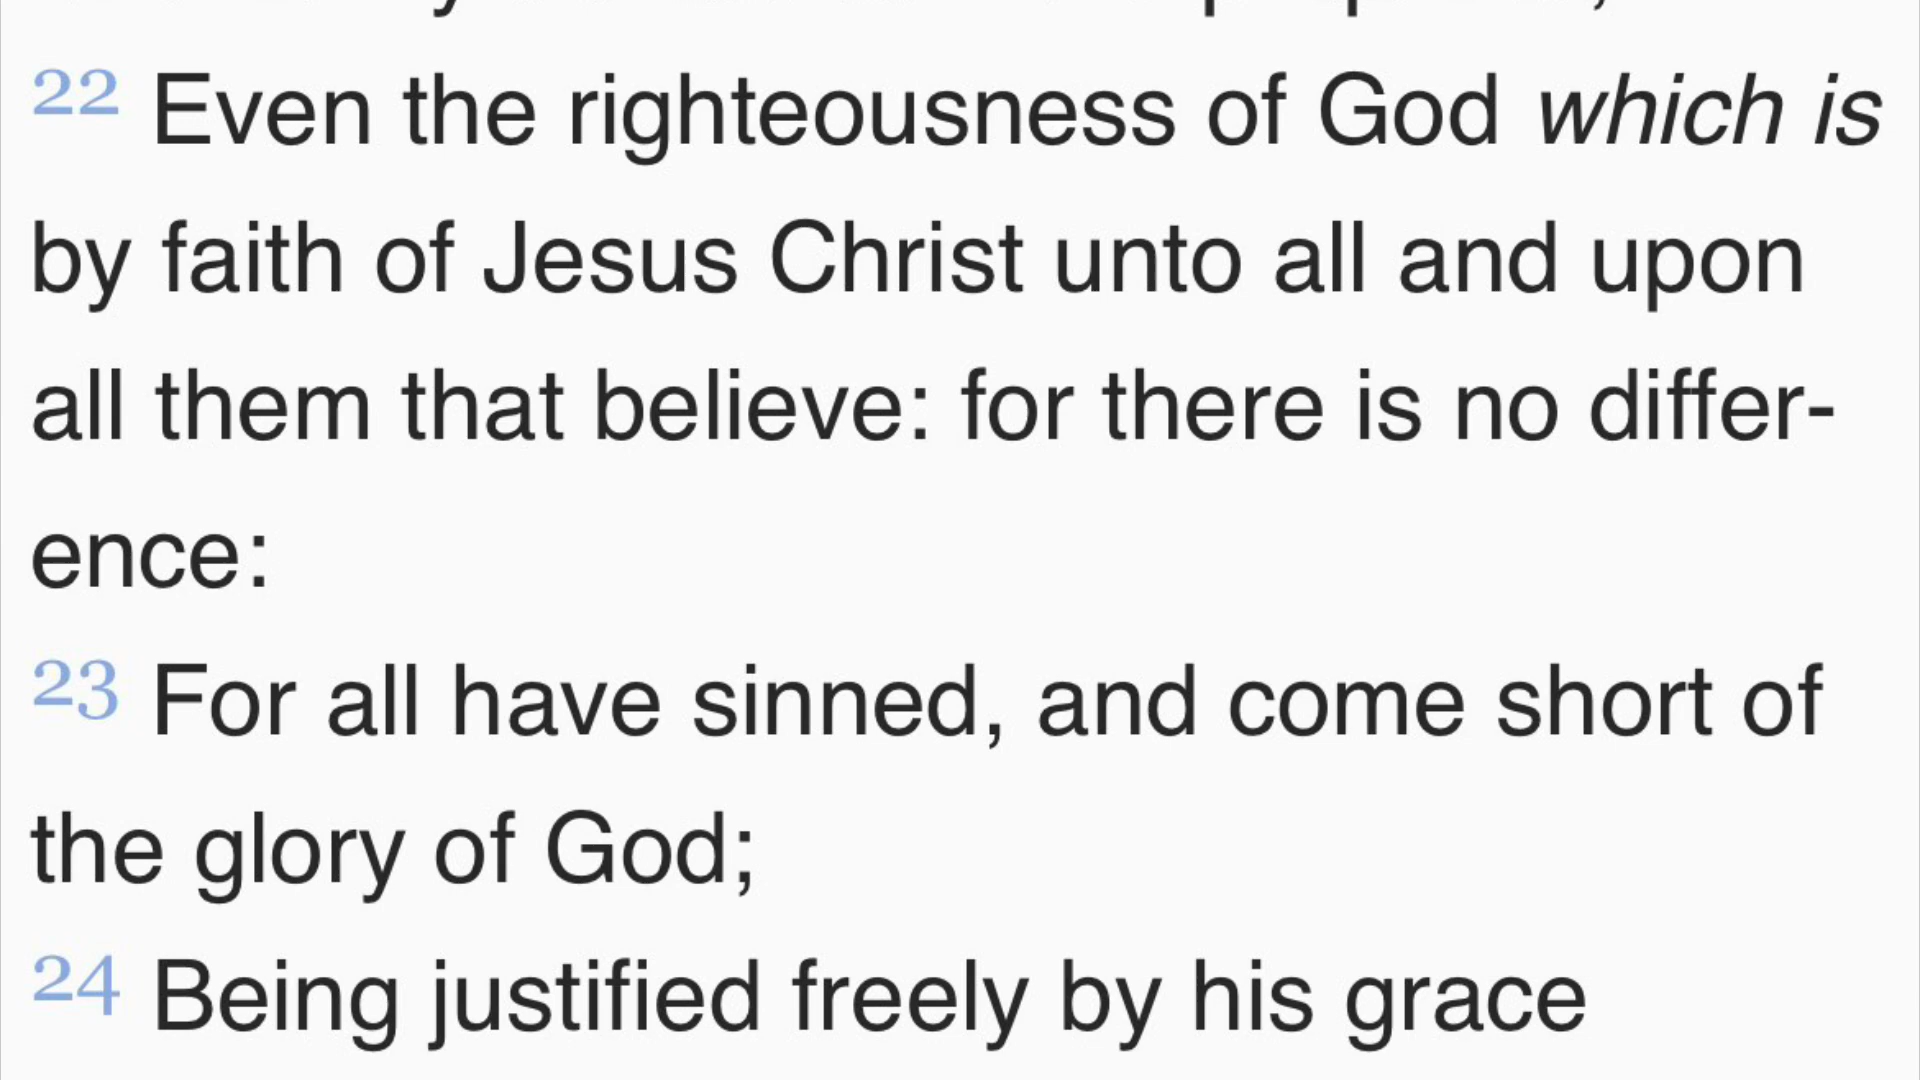 22 Even the righteousness of God which is
by faith of Jesus Christ unto all and upon
all them that believe: for there is no differ-
ence:
23 For all have sinned, and come short of
the glory of God;
24 Being justified freely by his grace